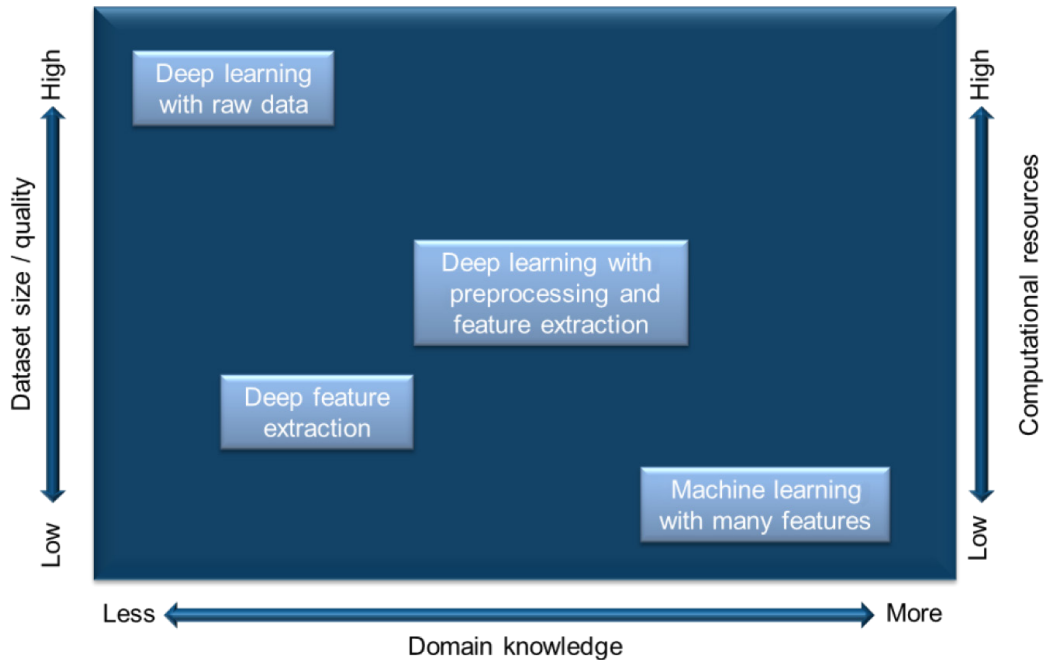 High
High
Deep learning
with raw data
Dataset size / quality
Computational resources
Deep learning with
preprocessing and
feature extraction
Deep feature
extraction
Machine learning
with many features
Low
Low
Less
More
Domain knowledge